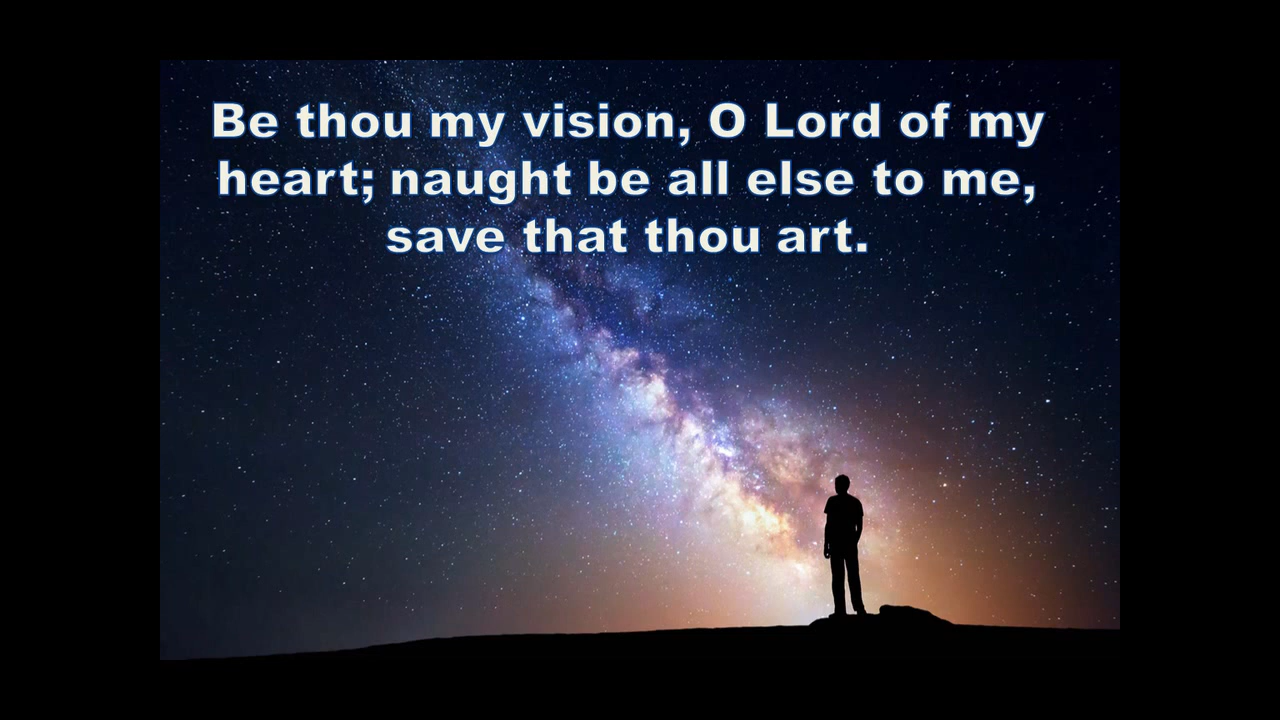 Be thou my vision, O Lord of my
heart; naught be all else to me,
save that thou art.